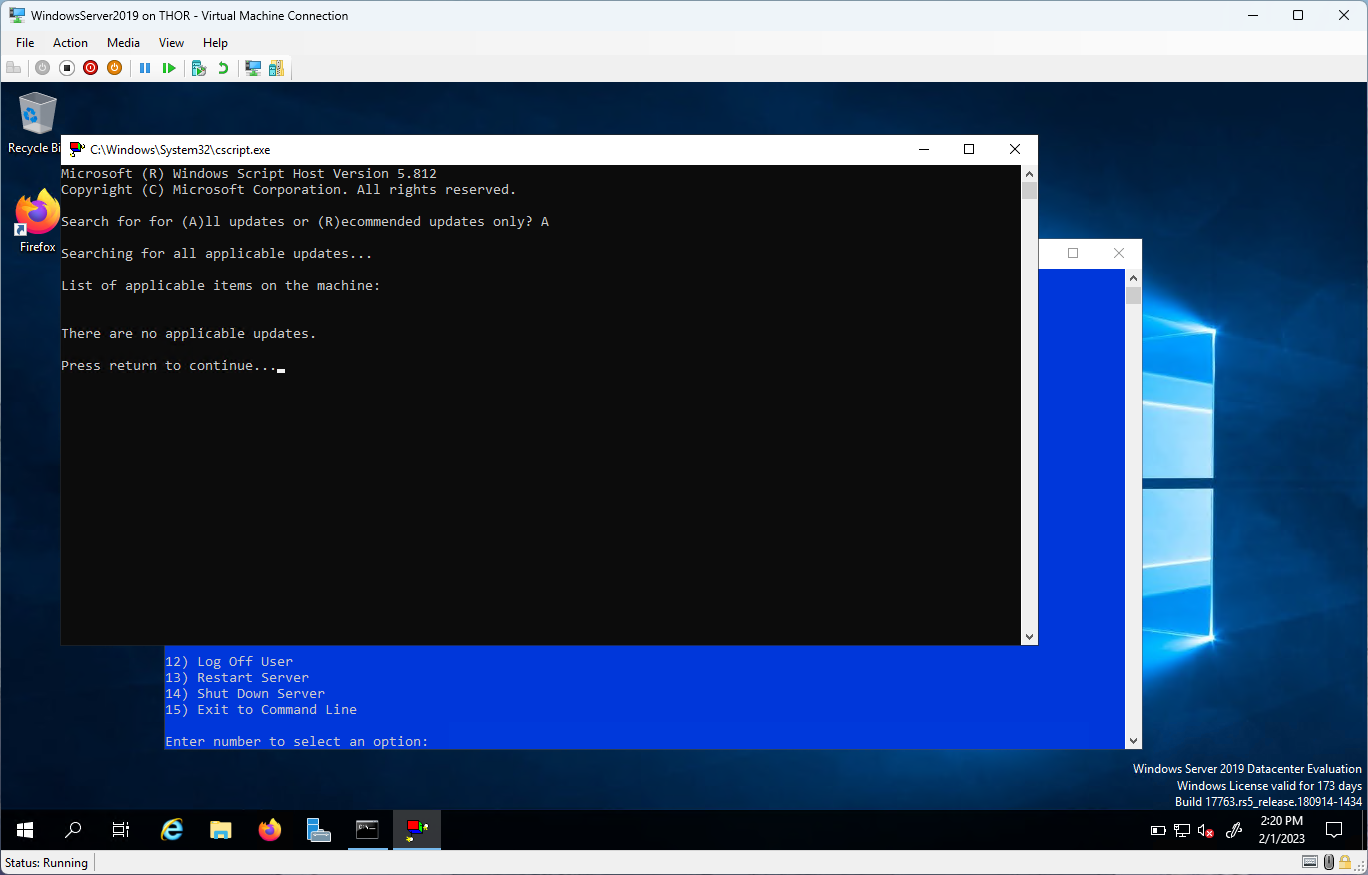 WindowsServer2019 on THOR - Virtual Machine Connection
File Action Media View Help
Recycle Bi
C:\Windows\System32\cscript.exe
Microsoft (R) Windows Script Host Version 5.812
Copyright (C) Microsoft Corporation. All rights reserved.
Search for for (A)ll updates or (R)ecommended updates only? A
Firefox
Searching for all applicable updates...
List of applicable items on the machine:
There are no applicable updates.
Press return to continue...
12) Log Off User
13) Restart Server
14) Shut Down Server
15) Exit to Command Line
Enter number to select an option:
Windows Server 2019 Datacenter Evaluation
Windows License valid for 173 days
Build 17763.rs5_release.180914-1434
2:20 PM
2/1/2023
Status: Running